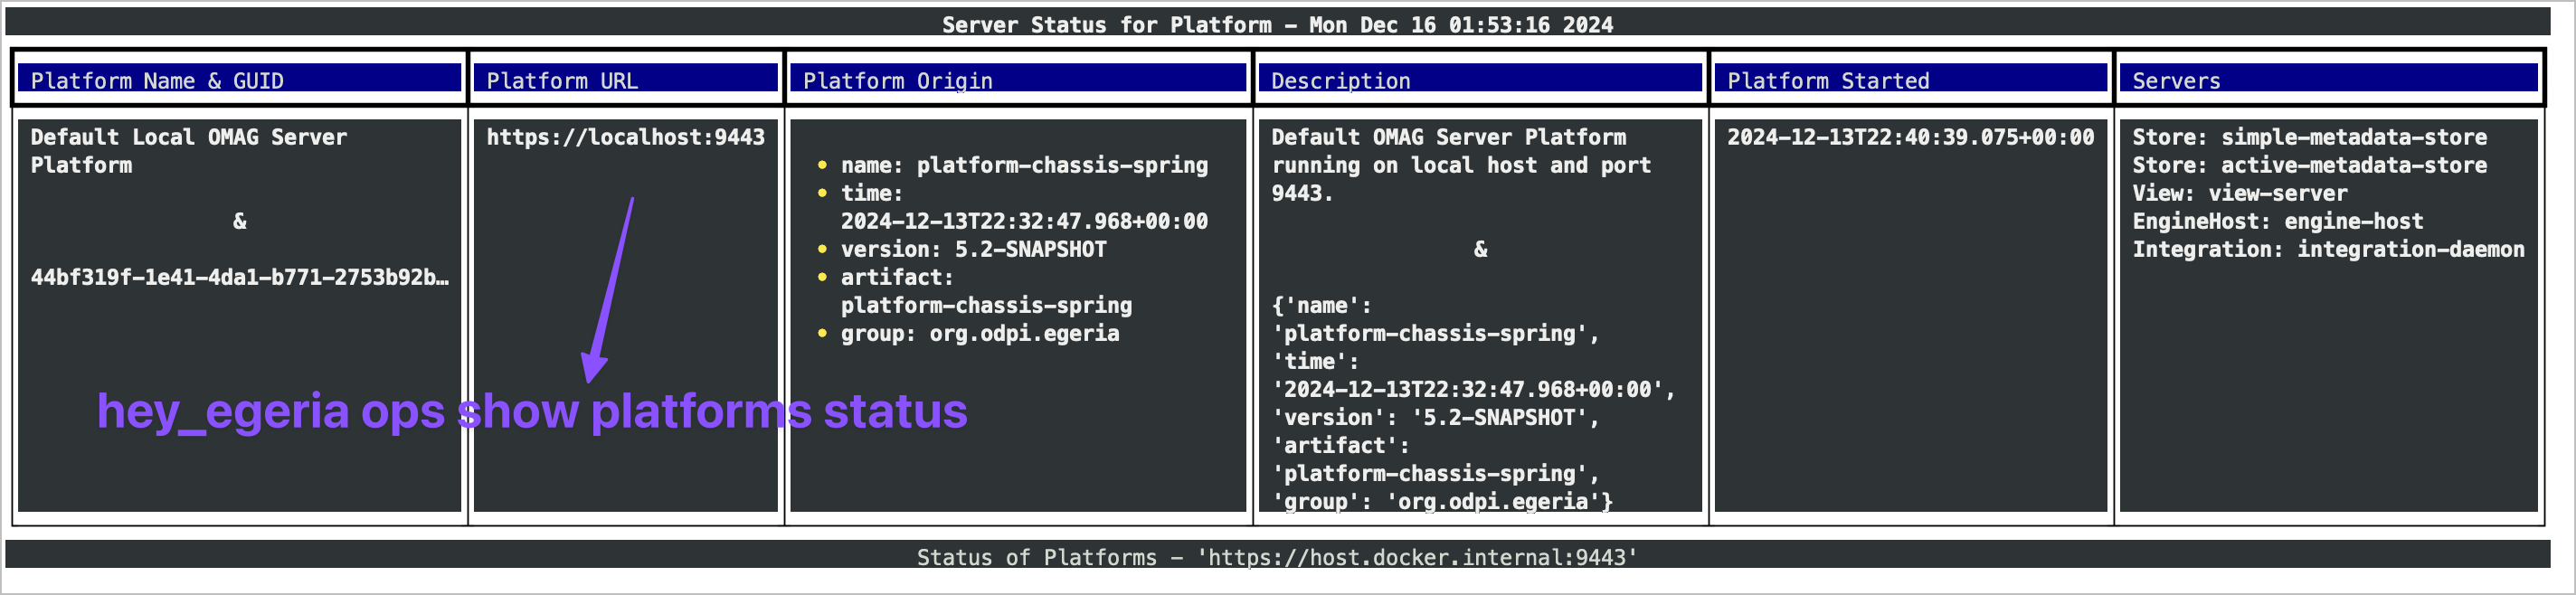 Server Status for Platform – Mon Dec 16 01:53:16 2024
Platform Name & GUID
Platform URL
Platform Origin
Description
Platform Started
Servers
Default Local OMAG Server
Platform
&
44bf319f-1e41-4da1-b771-2753b92b…
https://localhost:9443
• name: platform-chassis-spring
• time:
2024-12-13T22:32:47.968+00:00
• version: 5.2-SNAPSHOT
• artifact:
platform-chassis-spring
• group: org.odpi.egeria
Default OMAG Server Platform
running on local host and port
9443.
&
{'name':
'platform-chassis-spring',
'time':
'2024-12-13T22:32:47.968+00:00',
'version': '5.2-SNAPSHOT',
'artifact':
'platform-chassis-spring',
'group': 'org.odpi.egeria'}
2024-12-13T22:40:39.075+00:00
Store: simple-metadata-store
Store: active-metadata-store
View: view-server
EngineHost: engine-host
Integration: integration-daemon
hey_egeria ops show platforms status
Status of Platforms – 'https://host.docker.internal:9443'